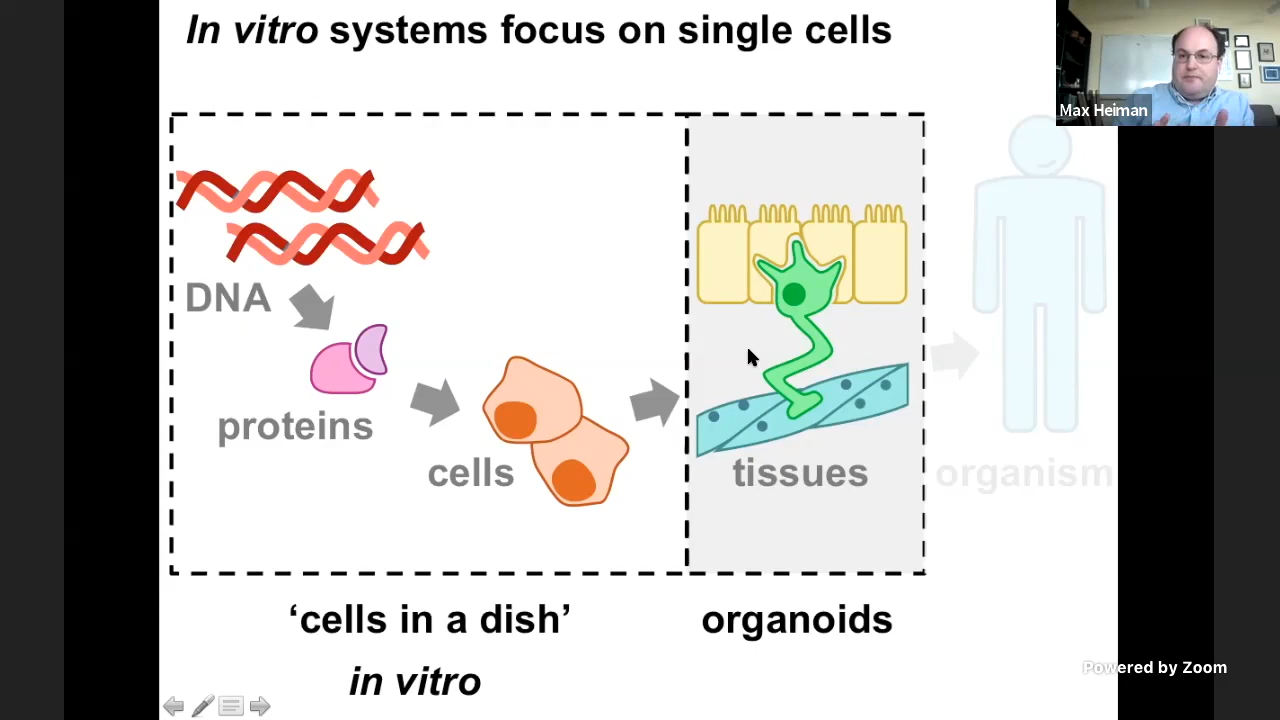 In vitro systems focus on single cells
Max Heiman
DNA
proteins
cells
tissues
organism
‘cells in a dish’
organoids
in vitro
Powered by Zoom